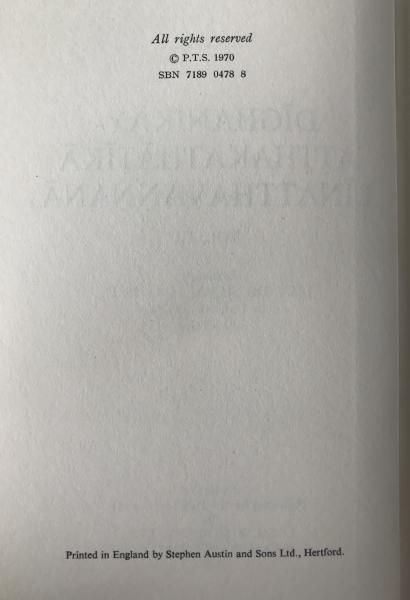 All rights reserved
© P.T.S. 1970
SBN 7189 0478 8
Printed in England by Stephen Austin and Sons Ltd., Hertford.